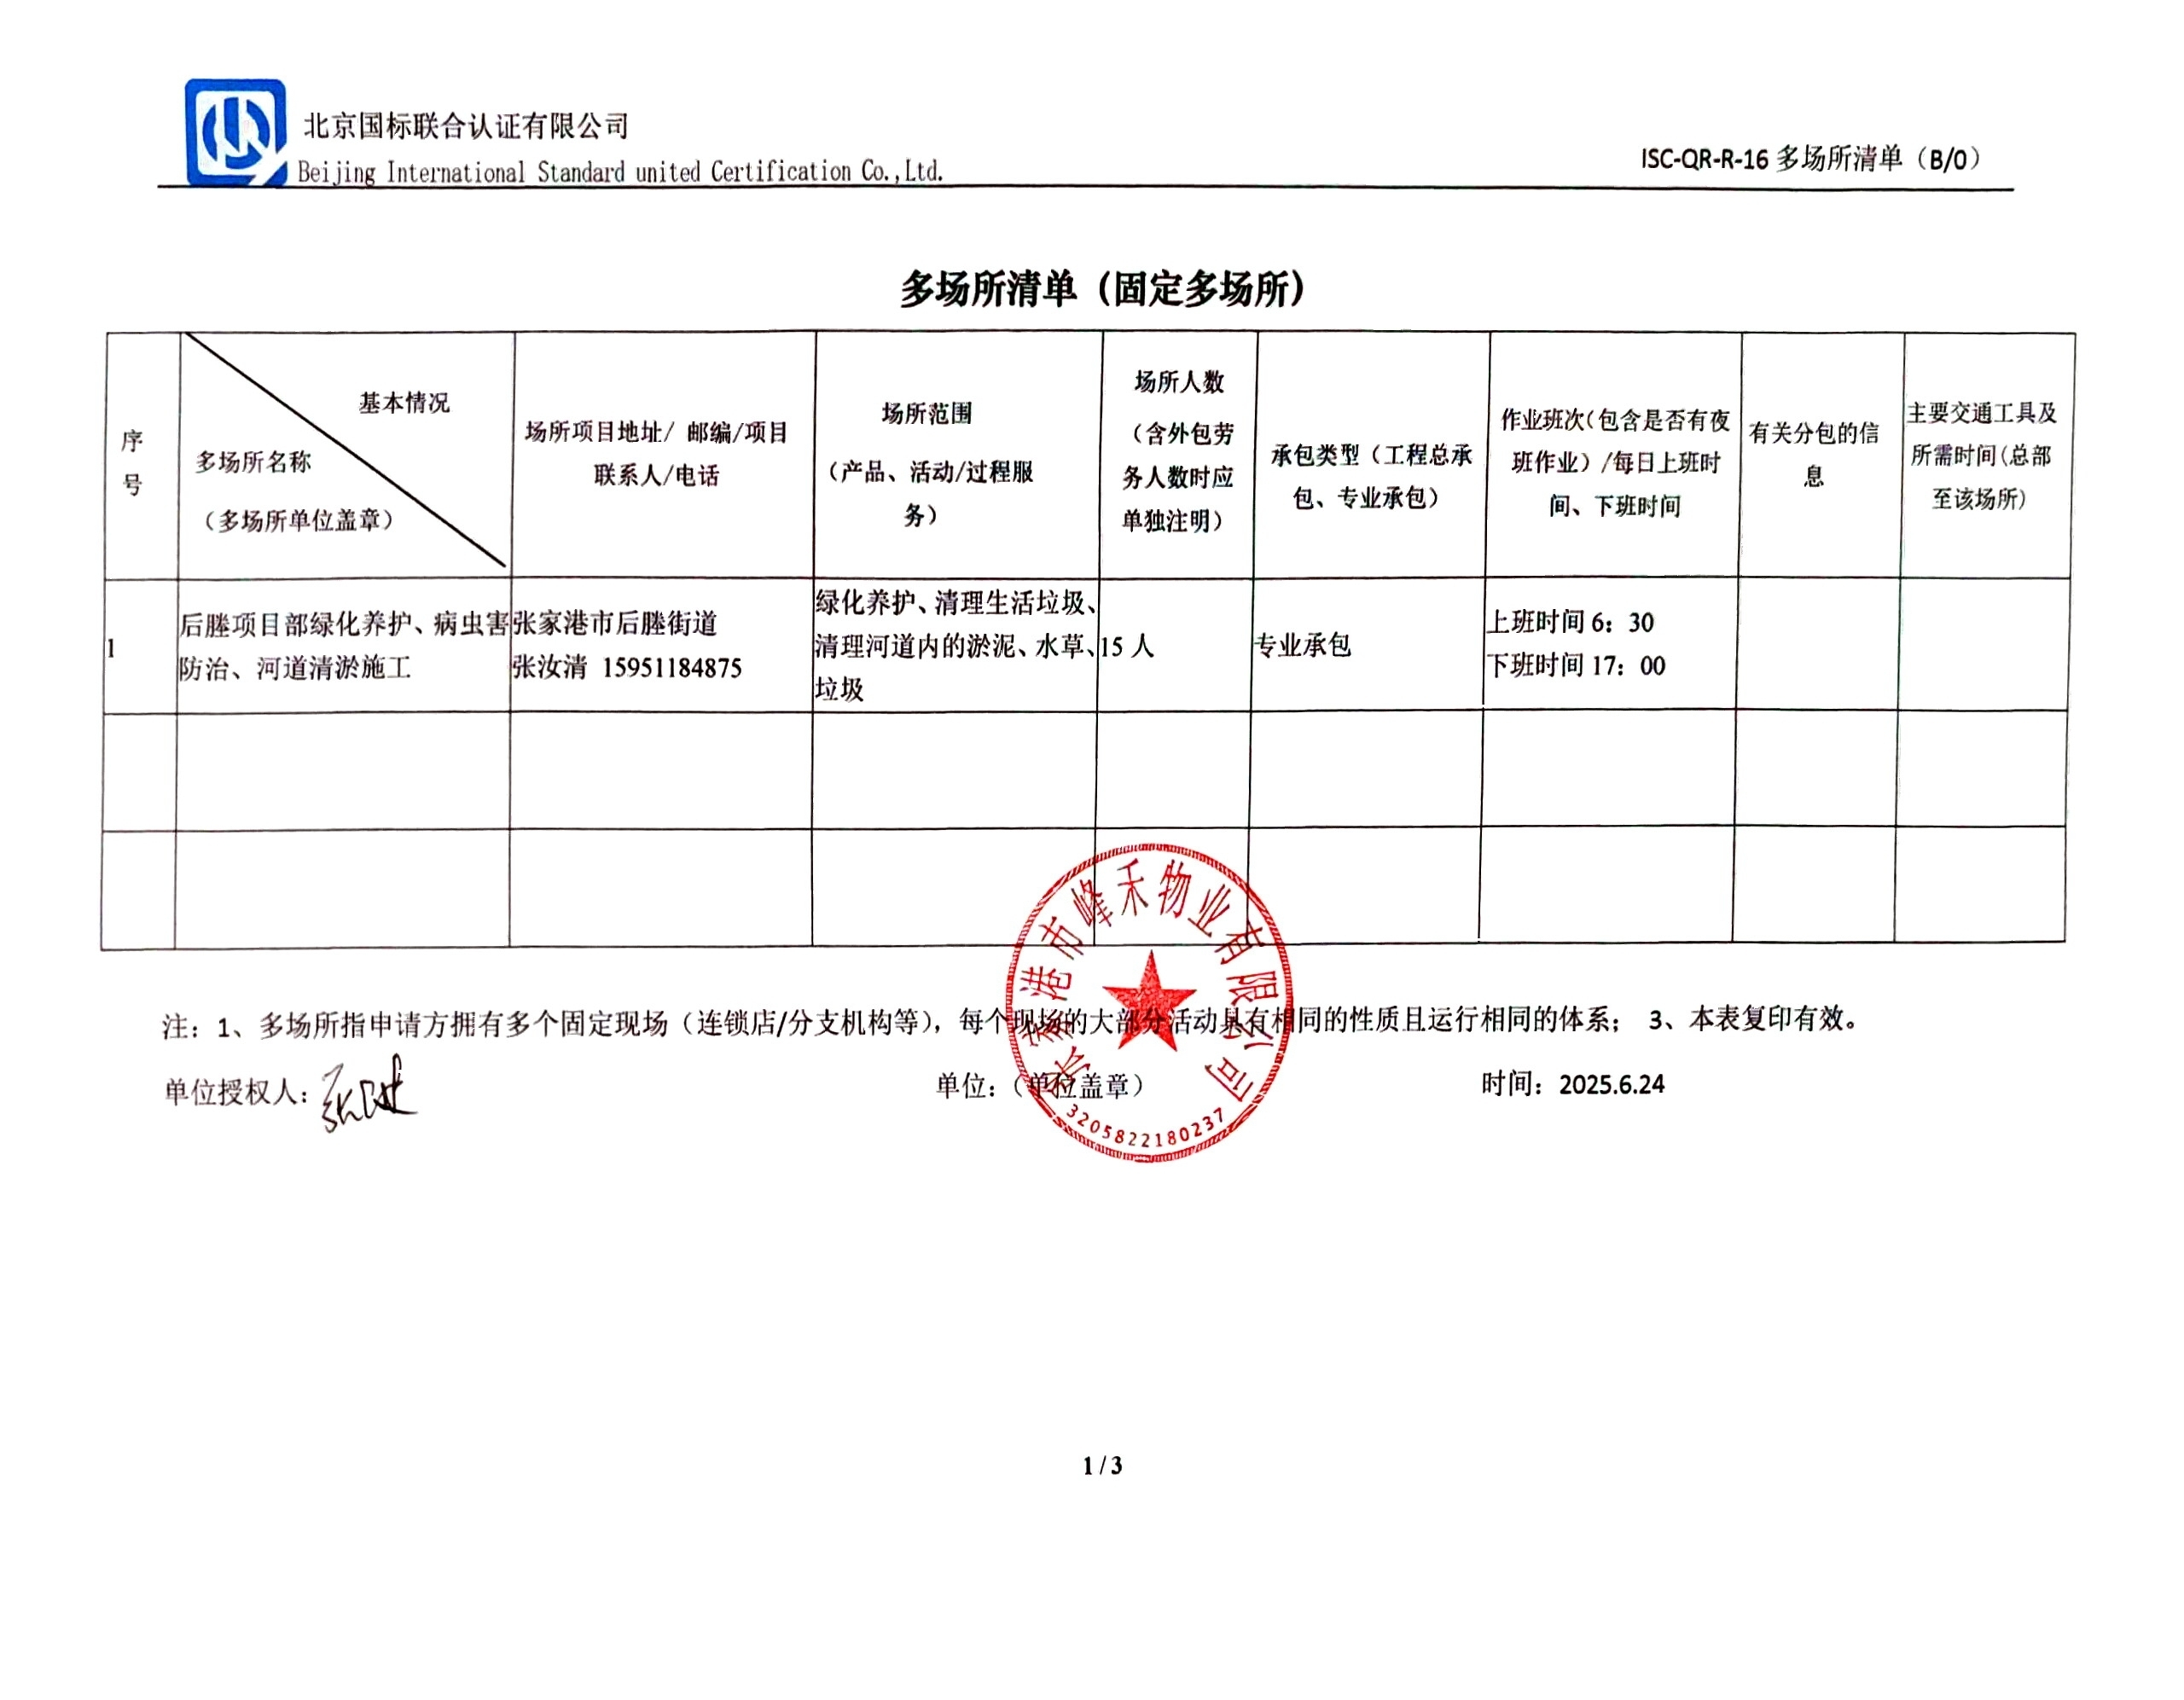 北京国标联合认证有限公司
Beijing International Standard united Certification Co.,Ltd.
ISC-QR-R-16 多场所清单（B/0）
多场所清单（固定多场所）
序号
基本情况
多场所名称
（多场所单位盖章）
场所项目地址/ 邮编/项目
联系人/电话
场所范围
（产品、活动/过程服
务）
场所人数
（含外包劳
务人数时应
单独注明）
承包类型（工程总承
包、专业承包）
作业班次（包含是否有夜
班作业）/每日上班时
间、下班时间
有关分包的信
息
主要交通工具及
所需时间（总部
至该场所）
1
后塍项目部绿化养护、病虫害
防治、河道清淤施工
张家港市后塍街道
张汝清 15951184875
绿化养护、清理生活垃圾、
清理河道内的淤泥、水草、
垃圾
15 人
专业承包
上班时间 6：30
下班时间 17：00
注：1、多场所指申请方拥有多个固定现场（连锁店/分支机构等），每个现场的大部分活动具有相同的性质且运行相同的体系； 3、本表复印有效。
单位授权人：
单位：（单位盖章）
时间：2025.6.24
张家港市峰禾物业有限公司
3205822180237
1 / 3